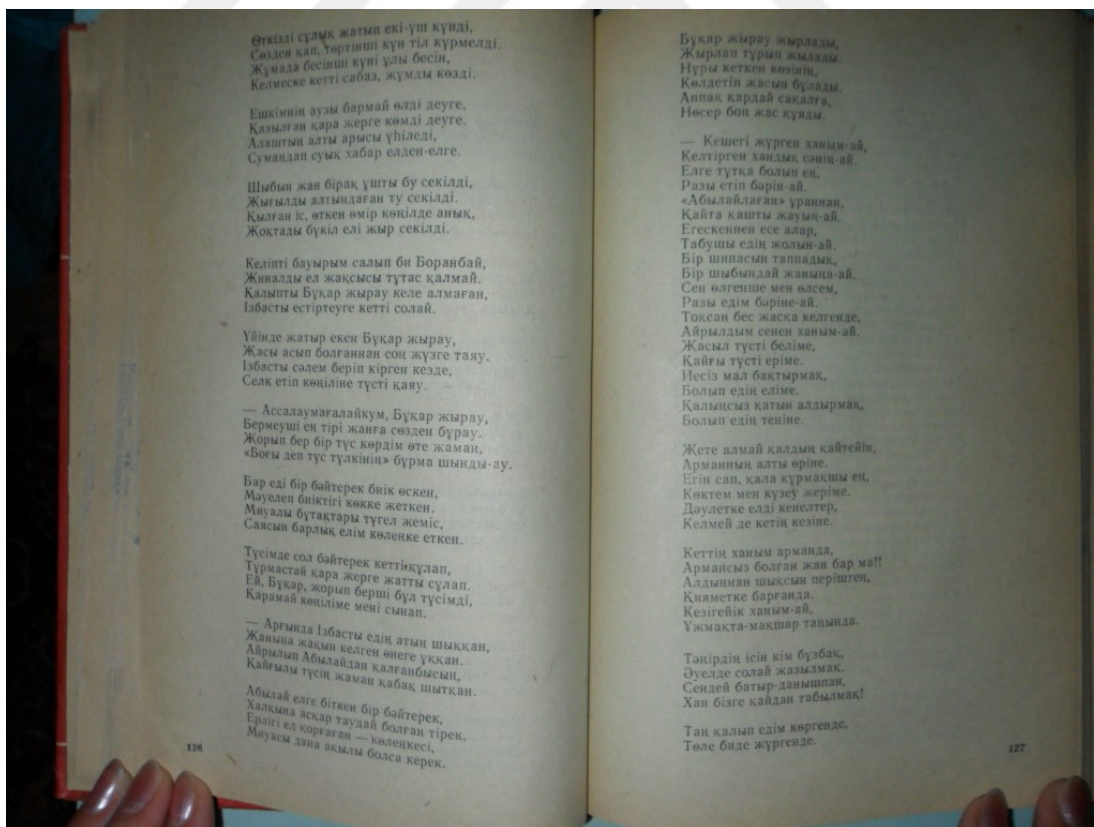 Өткізді сұлық жатып екі-үш күнді,
Сөзден қап, төртінші күн тіл күрмелді.
Жұмада бесінші күні ұлы бесін,
Келмеске кетті сабаз, жұмды көзді.
Ешкімнің аузы бармай өлді деуге,
Қазылған қара жерге көмді деуге.
Алаштың алты арысы үһіледі,
Сумаңдап суық хабар елден-елге.
Шыбын жан бірақ ұшты бу секілді,
Жығылды алтындаған ту секілді.
Қылған іс, өткен өмір көңілде анық,
Жоқтады бүкіл елі жыр секілді.
Келіпті бауырым салып би Боранбай,
Жиналды ел жақсысы тұтас қалмай.
Қалыпты Бұқар жырау келе алмаған,
Ізбасты естіртеуге кетті солай.
Үйінде жатыр екен Бұқар жырау,
Жасы асып болғаннан соң жүзге таяу.
Ізбасты сәлем беріп кірген кезде,
Селк етіп көңіліне түсті қаяу.
— Ассалаумағалайкум, Бұқар жырау,
Бермеуші ең тірі жанға сөзден бұрау.
Жорып бер бір түс көрдім өте жаман,
«Боғы деп түс түлкінің» бұрма шынды-ау.
Бар еді бір бәйтерек биік өскен,
Мәуелеп биіктігі көкке жеткен.
Миуалы бұтақтары түгел жеміс,
Саясын барлық елім көленке еткен.
Түсімде сол бәйтерек кетті құлап,
Тұрмастай қара жерге жатты сұлап.
Ей, Бұқар, жорып берші бұл түсімді,
Қарамай көңіліме мені сынап.
— Арғында Ізбасты едің атың шыққан,
Жаныңа жақын келген өнеге ұққан.
Айрылып Абылайдан қалғанбысың,
Қайғылы түсің жаман қабақ шытқан.
Абылай елге біткен бір бәйтерек,
Халқына асқар таудай болған тірек.
Ерлігі ел қорғаған — көлеңкесі,
Миуасы дана ақылы болса керек.
126
Бұқар жырау жырлады,
Жырлап тұрып жылады.
Нұры кеткен көзінің,
Көлдетіп жасын бұлады.
Аппақ қардай сақалға,
Нөсер боп жас құяды.
— Кешегі жүрген ханым-ай,
Келтірген хандық сәнің-ай.
Елге тұтқа болып ең,
Разы етіп бәрін-ай.
«Абылайлаған» ұраннан,
Қайта қашты жауың-ай.
Егескеннен есе алар,
Табушы едің жолын-ай.
Бір шипасын таппадық,
Бір шыбындай жаныңа-ай.
Сен өлгенше мен өлсем,
Разы едім бәріне-ай.
Тоқсан бес жасқа келгенде,
Айрылдым сенен ханым-ай.
Жасыл түсті беліме,
Қайғы түсті еріме.
Иесіз мал бақтырмақ,
Болып едің еліме.
Қалыңсыз қатын алдырмақ,
Болып едің теңіне.
Жете алмай қалдың қайтейін,
Арманның алты өріне.
Егін сап, қала құрмақшы ең,
Көктем мен күзеу жеріме.
Дәулетке елді кенелтер,
Келмей де кетің кезіңе.
Кеттің ханым арманда,
Армансыз болған жан бар ма!!
Алдыңнан шықсын періштең,
Қияметке барғанда.
Кезігейік ханым-ай,
Ұжмақта-мақшар таңында.
Тәңірдің ісін кім бұзбақ,
Әуелде солай жазылмақ.
Сендей батыр-данышпан,
Хан бізге қайдан табылмақ!
Таң қалып едім көргенде,
Төле биде жүргенде.
127